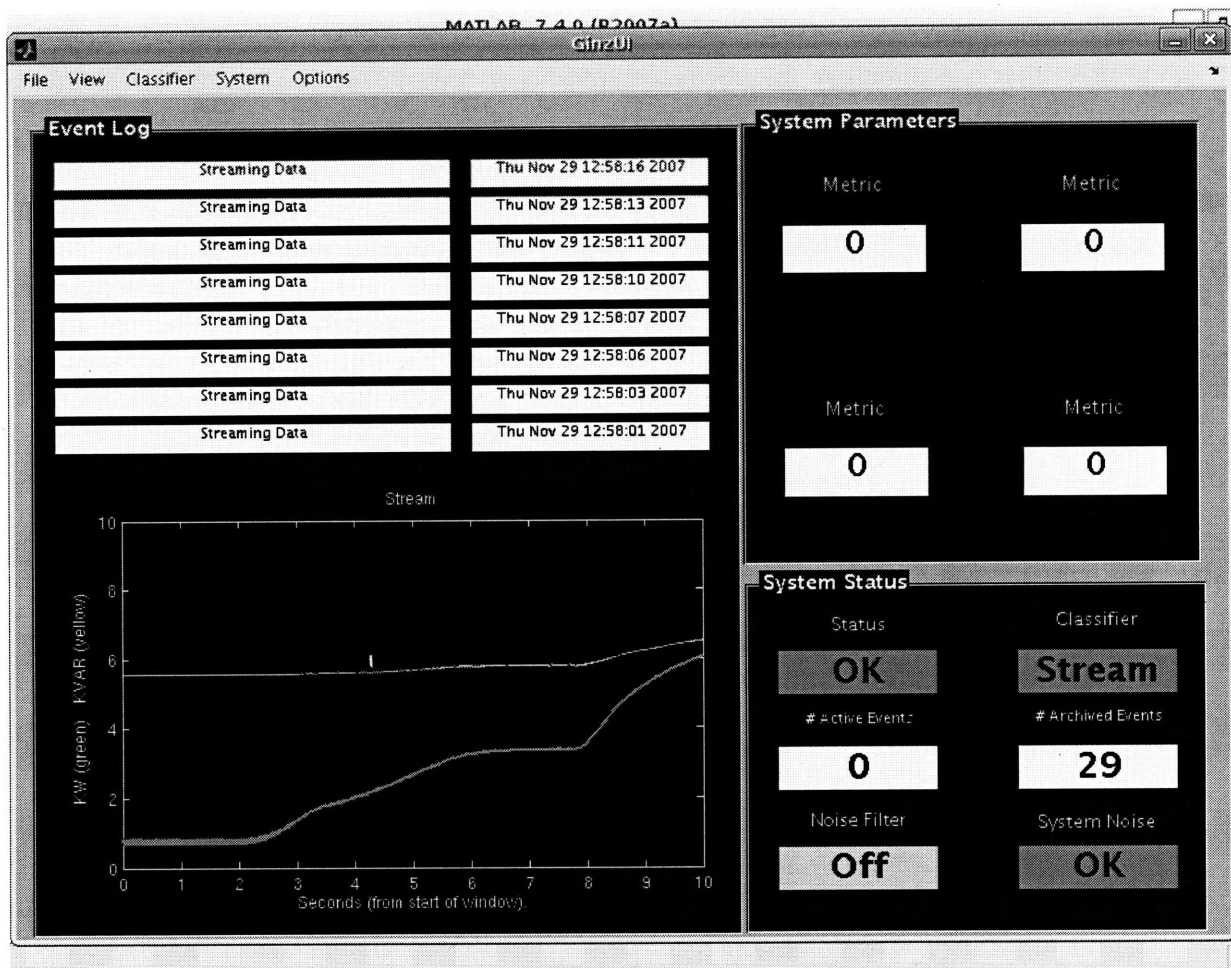 MATLAB 7.4.0 (R2007a)
GinzUI
File View Classifier System Options
Event Log
Streaming Data Thu Nov 29 12:58:16 2007
Streaming Data Thu Nov 29 12:58:13 2007
Streaming Data Thu Nov 29 12:58:11 2007
Streaming Data Thu Nov 29 12:58:10 2007
Streaming Data Thu Nov 29 12:58:07 2007
Streaming Data Thu Nov 29 12:58:06 2007
Streaming Data Thu Nov 29 12:58:03 2007
Streaming Data Thu Nov 29 12:58:01 2007
Stream
KW (green) KVAR (yellow)
10
8
6
4
2
0
0 1 2 3 4 5 6 7 8 9 10
Seconds (from start of window).
System Parameters
Metric Metric
0 0
Metric Metric
0 0
System Status
Status Classifier
OK Stream
# Active Events # Archived Events
0 29
Noise Filter System Noise
Off OK